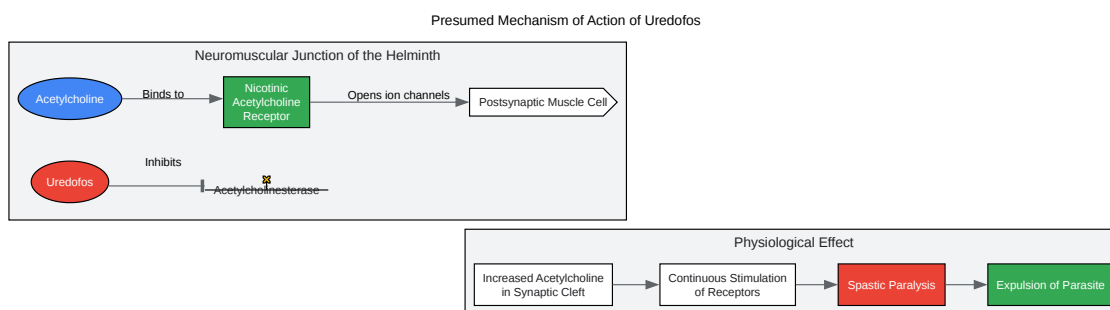 Presumed Mechanism of Action of Uredofos
Neuromuscular Junction of the Helminth
Acetylcholine
Binds to
Nicotinic
Acetylcholine
Receptor
Opens ion channels
Postsynaptic Muscle Cell
Uredofos
Inhibits
Acetylcholinesterase
Physiological Effect
Increased Acetylcholine
in Synaptic Cleft
Continuous Stimulation
of Receptors
Spastic Paralysis
Expulsion of Parasite